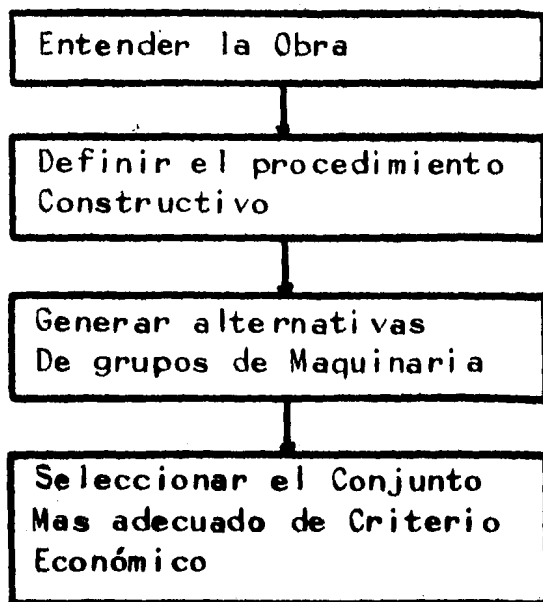 Entender la Obra
Definir el procedimiento
Constructivo
Generar alternativas
De grupos de Maquinaria
Seleccionar el Conjunto
Mas adecuado de Criterio
Económico